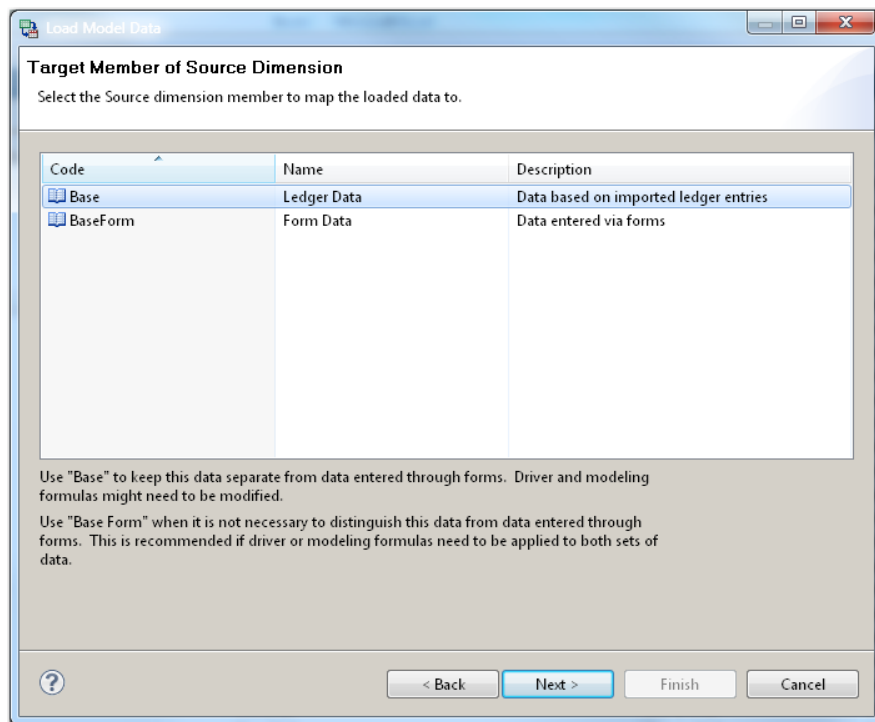 Load Model Data
Target Member of Source Dimension
Select the Source dimension member to map the loaded data to.
Code Name Description
Base Ledger Data Data based on imported ledger entries
BaseForm Form Data Data entered via forms
Use "Base" to keep this data separate from data entered through forms.  Driver and modeling
formulas might need to be modified.
Use "Base Form" when it is not necessary to distinguish this data from data entered through
forms.  This is recommended if driver or modeling formulas need to be applied to both sets of
data.
? < Back Next > Finish Cancel